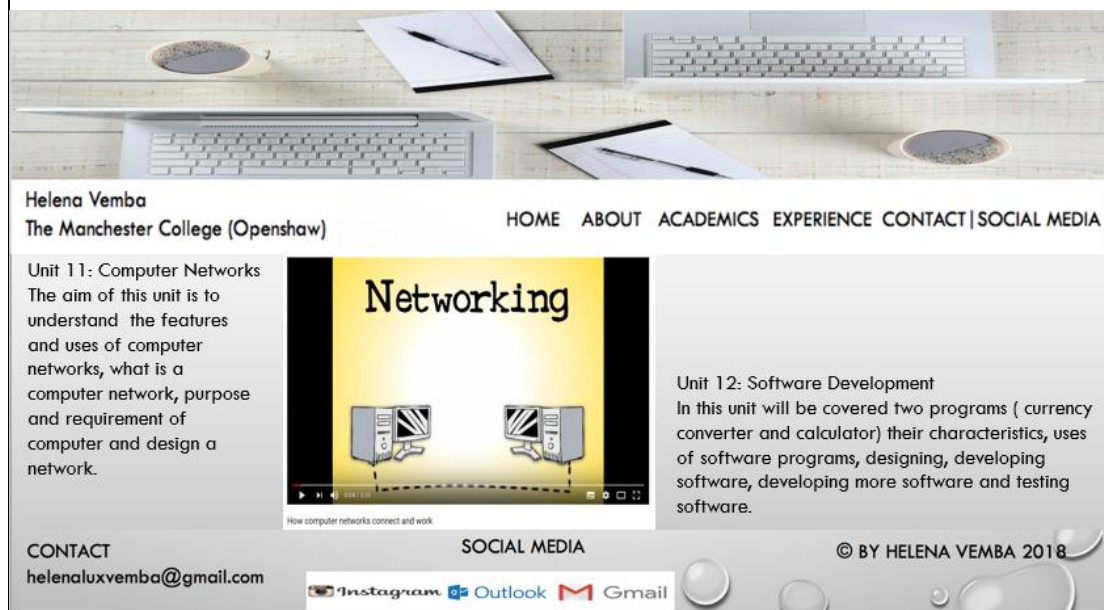 Helena Vemba
The Manchester College (Openshaw)
HOME ABOUT ACADEMICS EXPERIENCE CONTACT|SOCIAL MEDIA
Unit 11: Computer Networks
The aim of this unit is to
understand the features
and uses of computer
networks, what is a
computer network, purpose
and requirement of
computer and design a
network.
Networking
How computer networks connect and work
Unit 12: Software Development
In this unit will be covered two programs ( currency
converter and calculator) their characteristics, uses
of software programs, designing, developing
software, developing more software and testing
software.
CONTACT
helenaluxvemba@gmail.com
SOCIAL MEDIA
Instagram Outlook Gmail
© BY HELENA VEMBA 2018